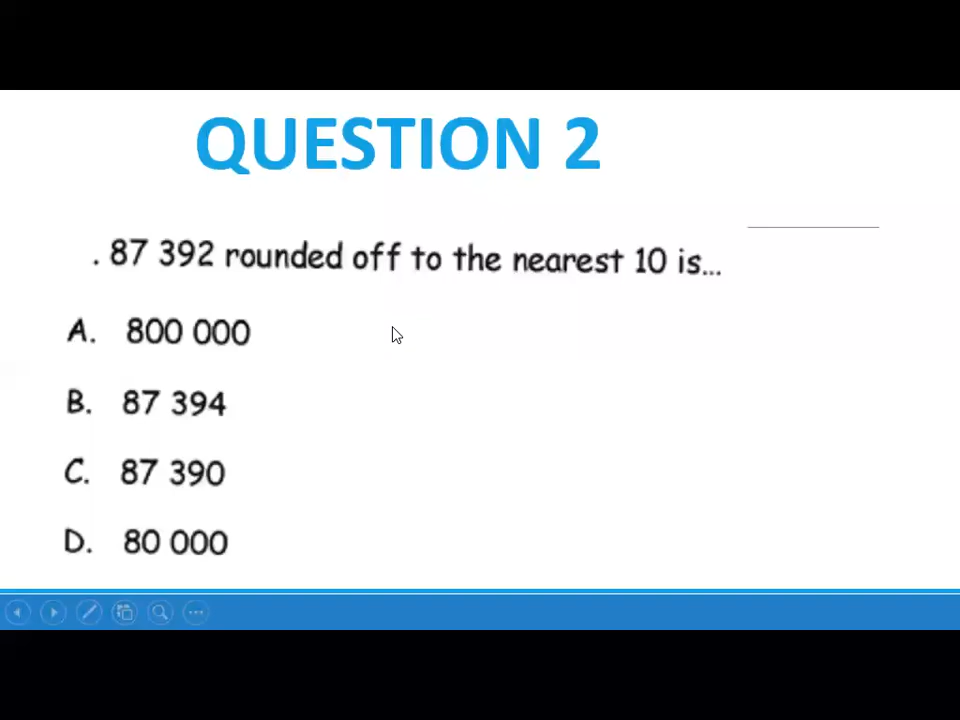 QUESTION 2
. 87 392 rounded off to the nearest 10 is...
A. 800 000
B. 87 394
C. 87 390
D. 80 000